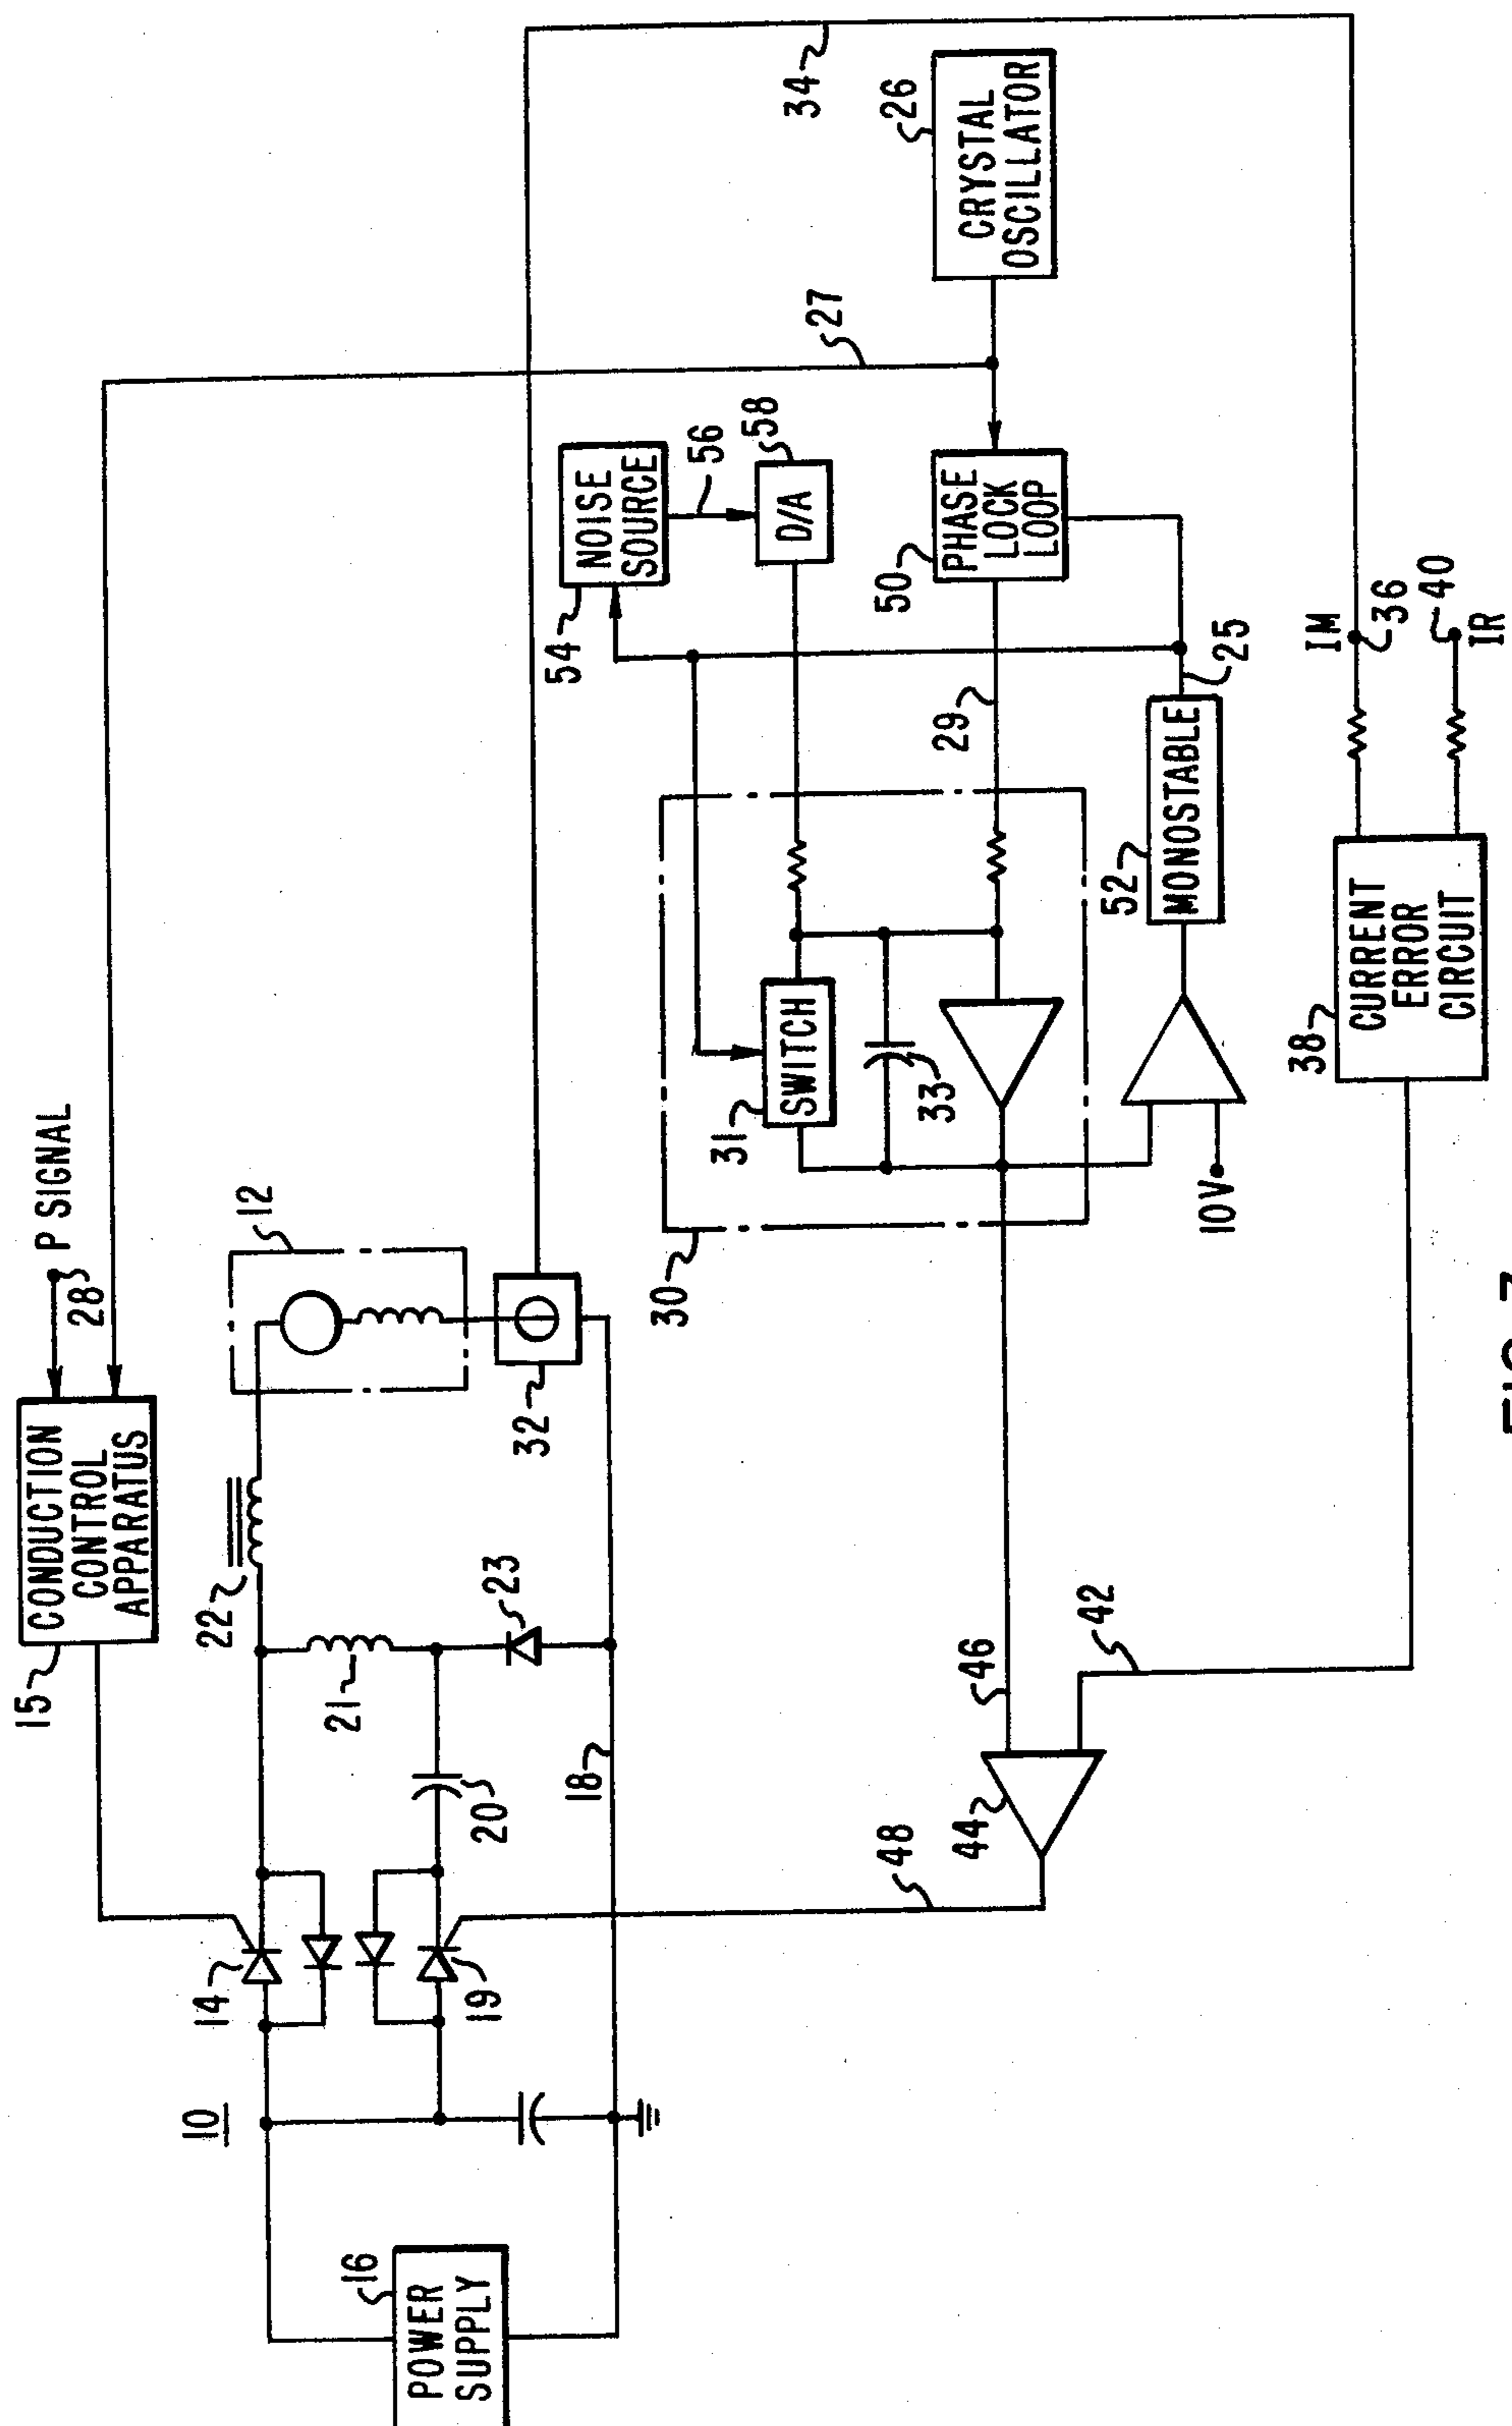 10
16
POWER
SUPPLY
14
19
15
CONDUCTION
CONTROL
APPARATUS
P SIGNAL
28
22
21
20
23
18
12
32
34
48
44
46
42
30
31
SWITCH
33
10V
54
NOISE
SOURCE
56
58
D/A
27
26
CRYSTAL
OSCILLATOR
50
PHASE
LOCK
LOOP
29
25
52
MONOSTABLE
38
CURRENT
ERROR
CIRCUIT
IM
36
40
IR